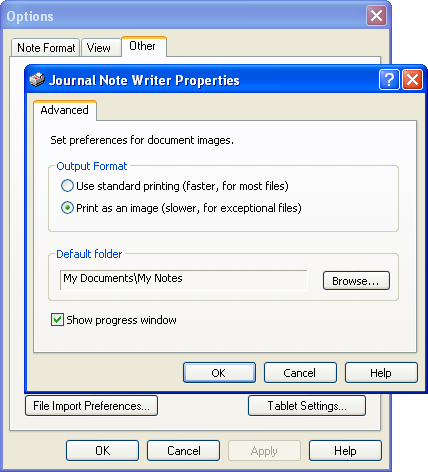 Options
Note Format View Other
Journal Note Writer Properties
Advanced
Set preferences for document images.
Output Format
Use standard printing (faster, for most files)
Print as an image (slower, for exceptional files)
Default folder
My Documents\My Notes
Browse...
Show progress window
OK Cancel Help
File Import Preferences... Tablet Settings...
OK Cancel Apply Help